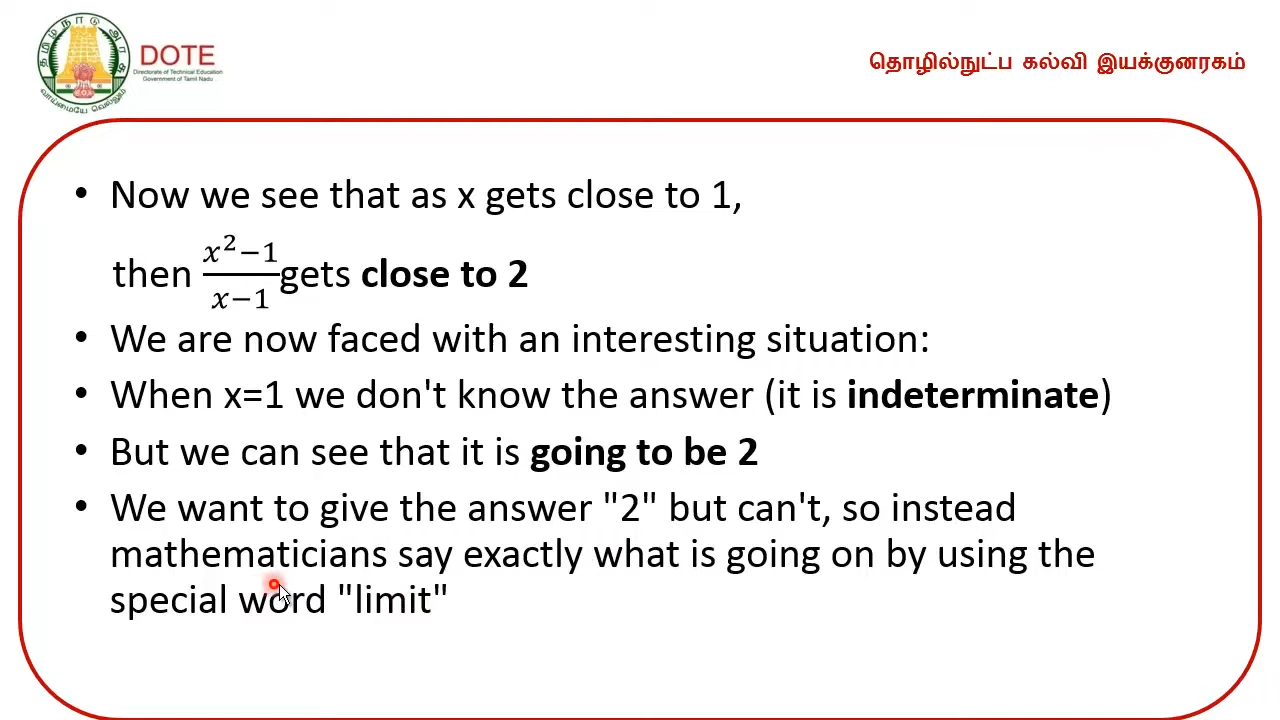 தமிழ்நாடு அரசு
வாய்மையே வெல்லும்
DOTE
Directorate of Technical Education
Government of Tamil Nadu
தொழில்நுட்ப கல்வி இயக்குனரகம்
• Now we see that as x gets close to 1,
then x²−1/x−1 gets close to 2
• We are now faced with an interesting situation:
• When x=1 we don't know the answer (it is indeterminate)
• But we can see that it is going to be 2
• We want to give the answer "2" but can't, so instead
mathematicians say exactly what is going on by using the
special word "limit"